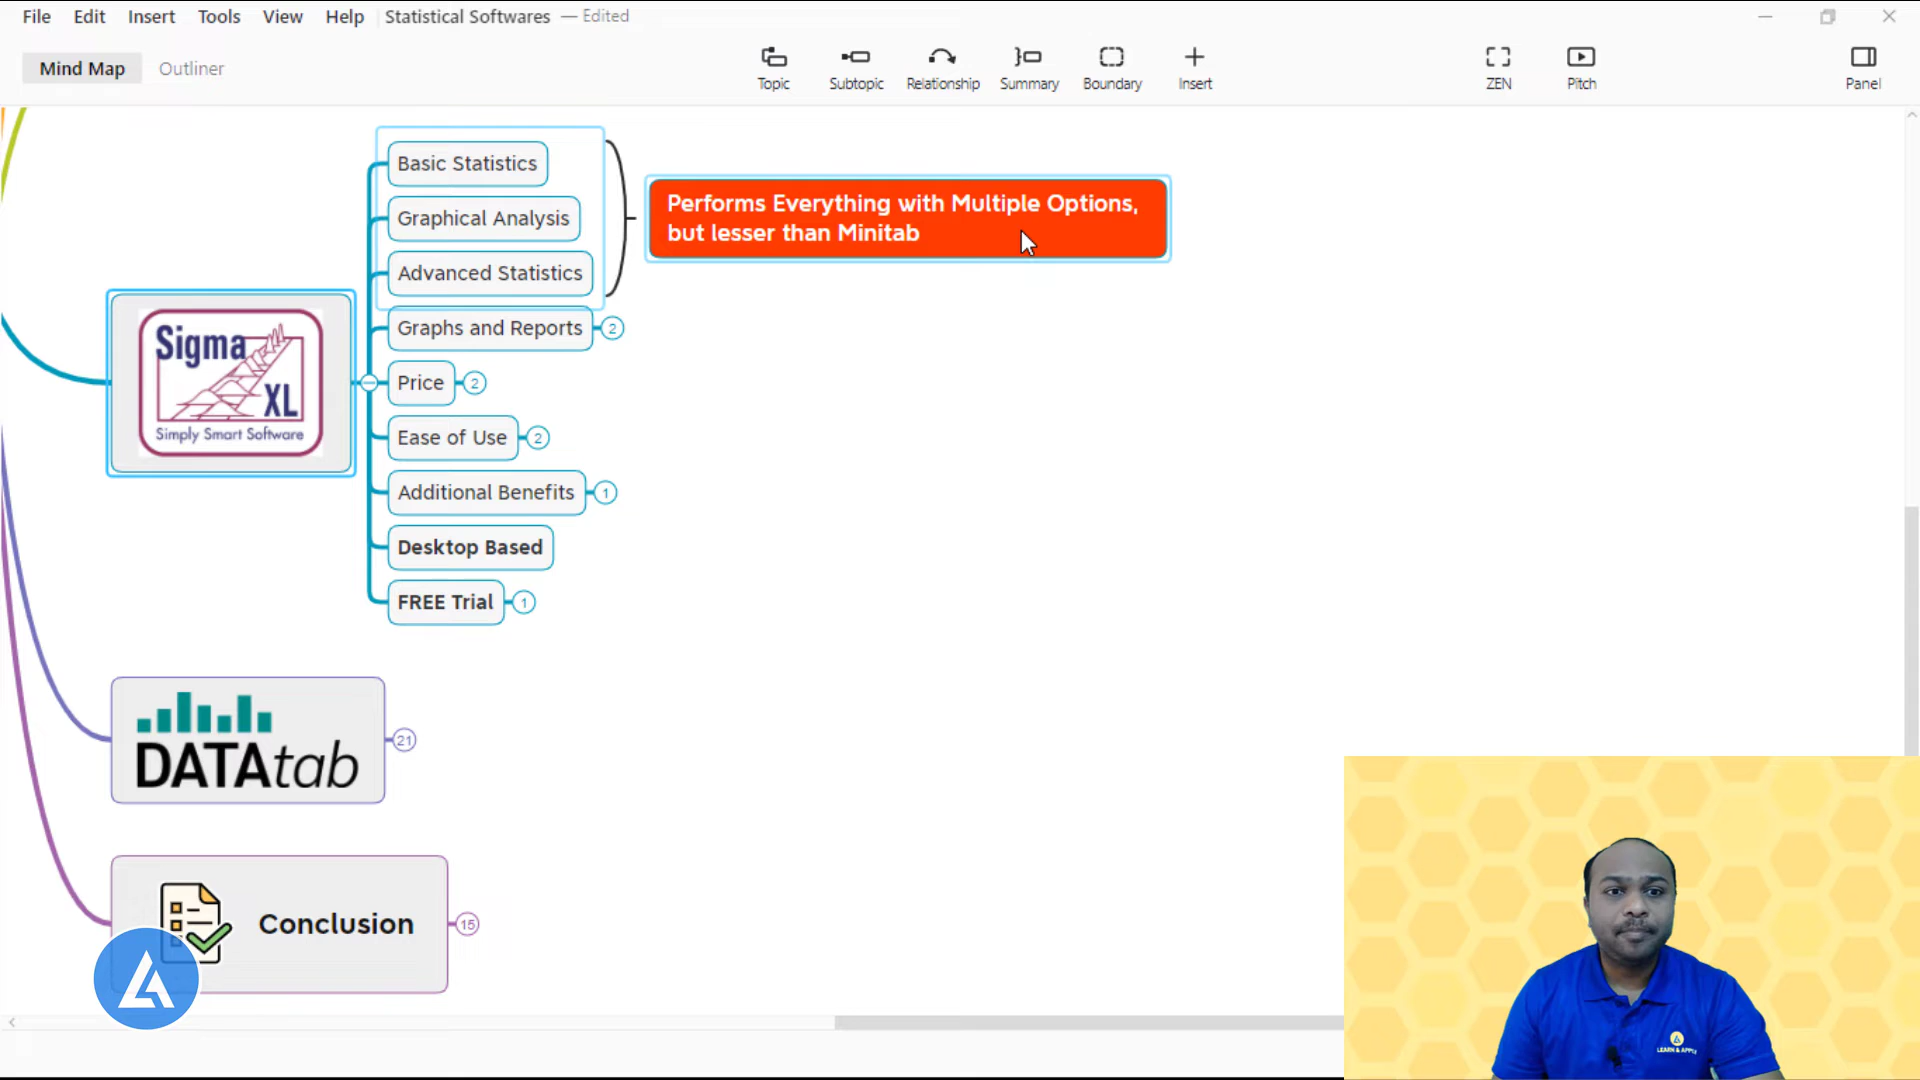 File Edit Insert Tools View Help Statistical Softwares — Edited
Mind Map Outliner
Topic Subtopic Relationship Summary Boundary Insert ZEN Pitch Panel
Basic Statistics
Graphical Analysis
Advanced Statistics
Performs Everything with Multiple Options,
but lesser than Minitab
Graphs and Reports 2
Price 2
Ease of Use 2
Additional Benefits 1
Desktop Based
FREE Trial 1
Sigma
XL
Simply Smart Software
DATAtab 21
Conclusion 15
LEARN & APPLY